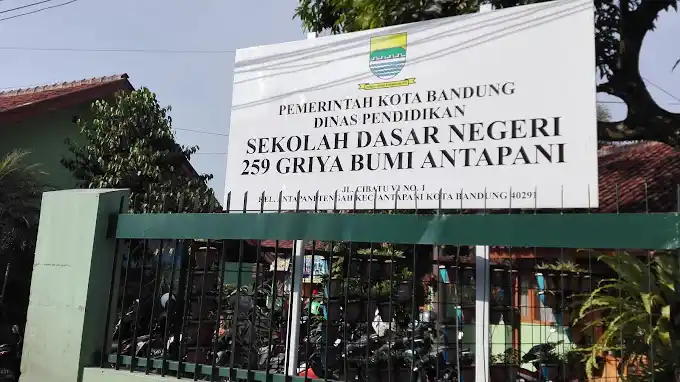 PEMERINTAH KOTA BANDUNG
DINAS PENDIDIKAN
SEKOLAH DASAR NEGERI
259 GRIYA BUMI ANTAPANI
JL. CIBATU VI NO. 1
KEL. ANTAPANI TENGAH KEC. ANTAPANI KOTA BANDUNG 40291